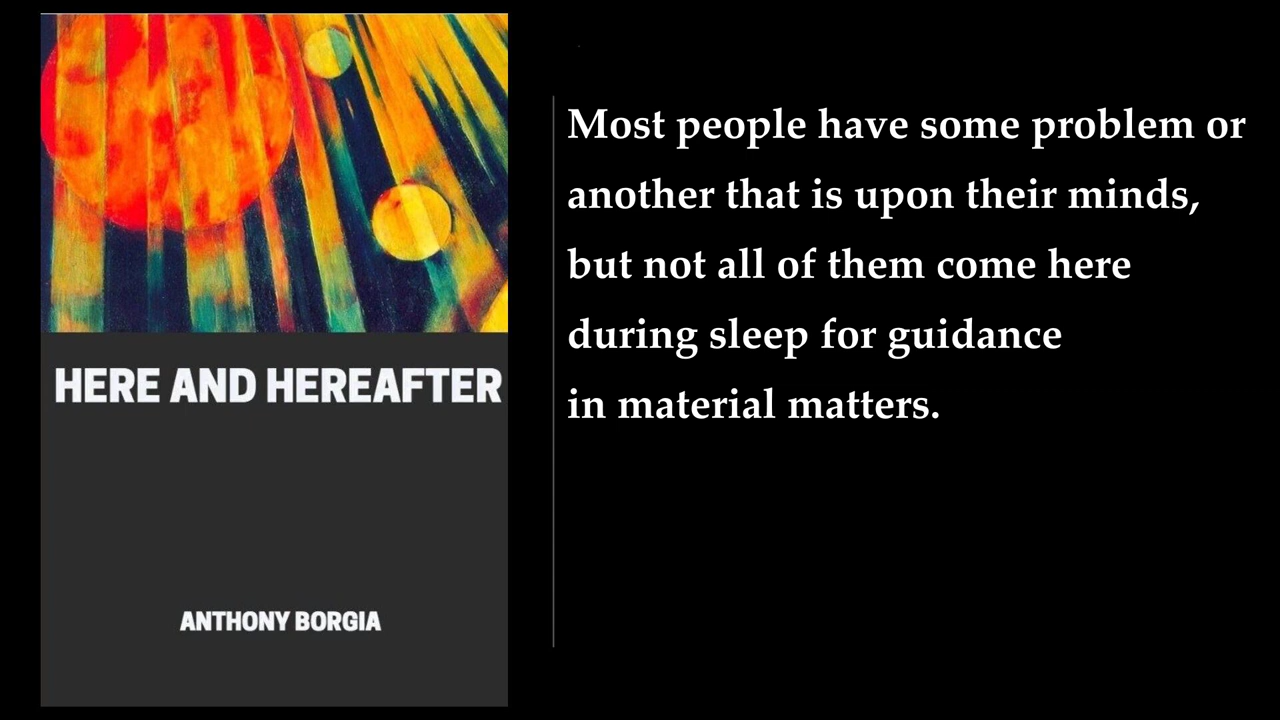 HERE AND HEREAFTER
ANTHONY BORGIA
Most people have some problem or
another that is upon their minds,
but not all of them come here
during sleep for guidance
in material matters.